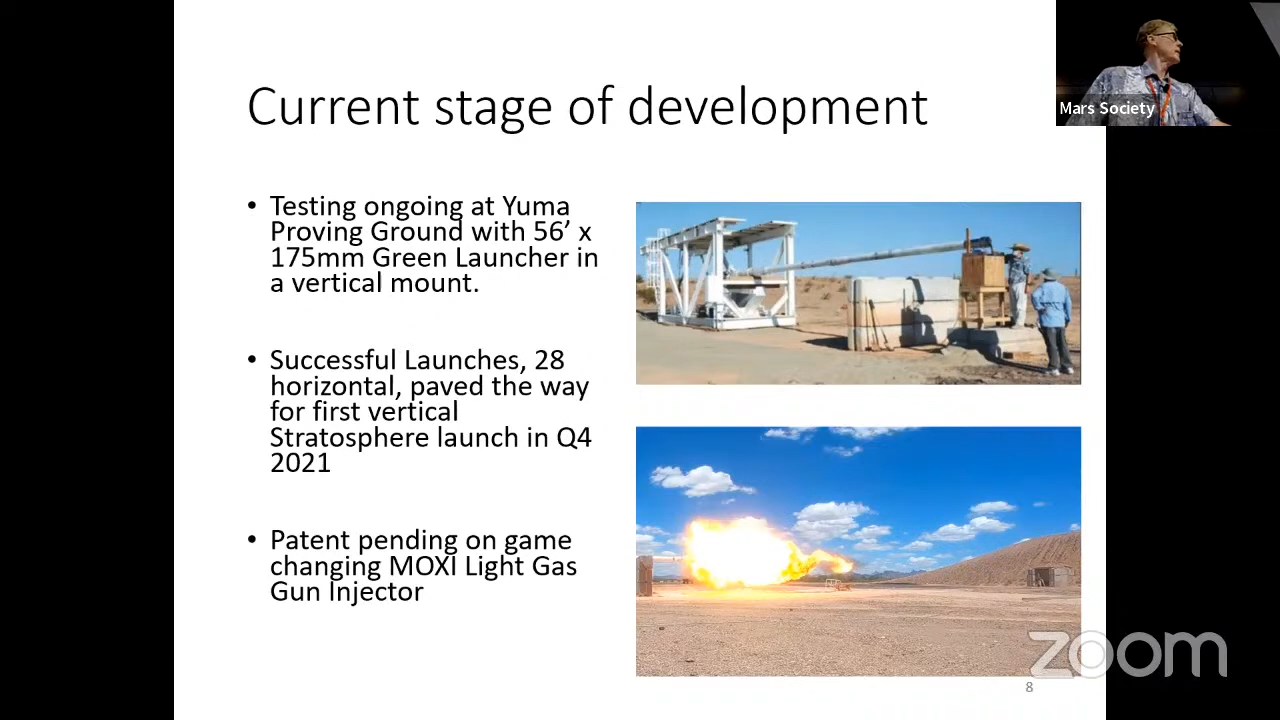 Current stage of development
Mars Society
• Testing ongoing at Yuma
Proving Ground with 56’ x
175mm Green Launcher in
a vertical mount.
• Successful Launches, 28
horizontal, paved the way
for first vertical
Stratosphere launch in Q4
2021
• Patent pending on game
changing MOXI Light Gas
Gun Injector
zoom
8